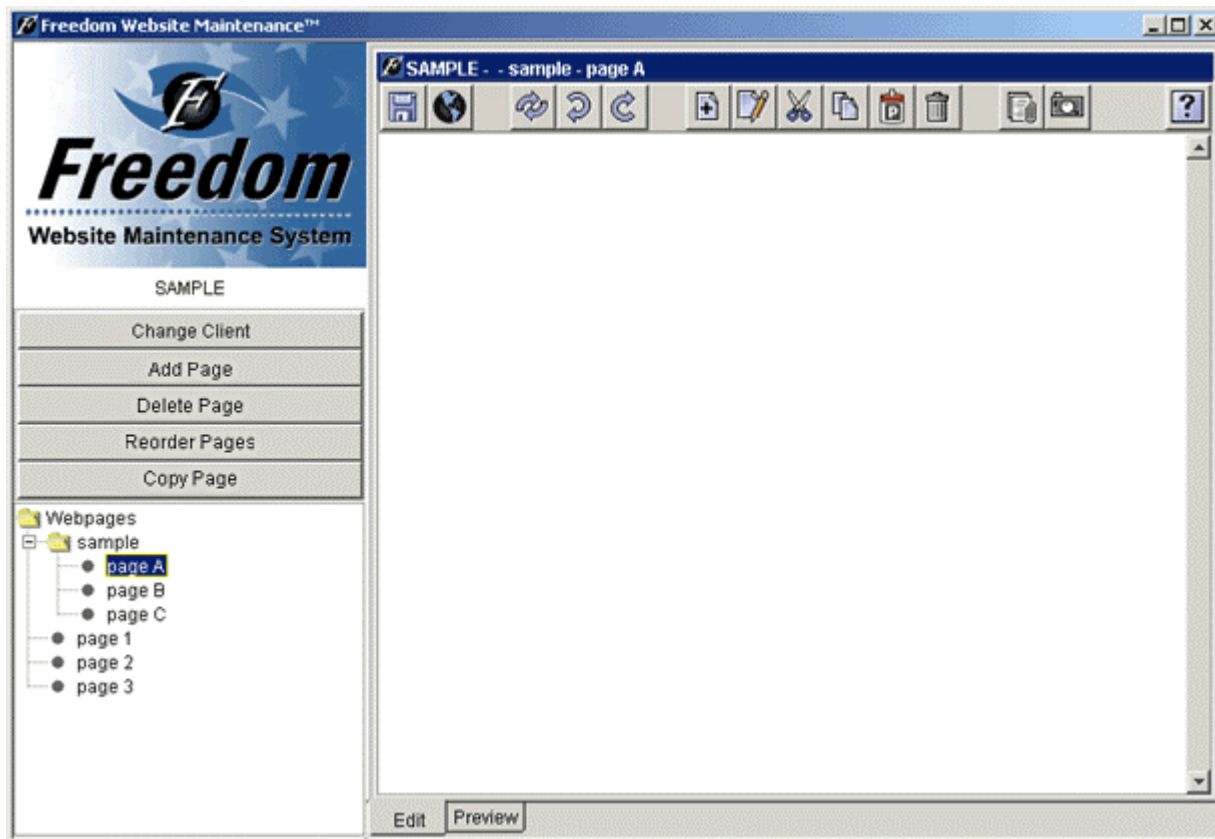 Freedom Website Maintenance™
Freedom
Website Maintenance System
SAMPLE
Change Client
Add Page
Delete Page
Reorder Pages
Copy Page
Webpages
sample
page A
page B
page C
page 1
page 2
page 3
SAMPLE - - sample - page A
?
Edit
Preview